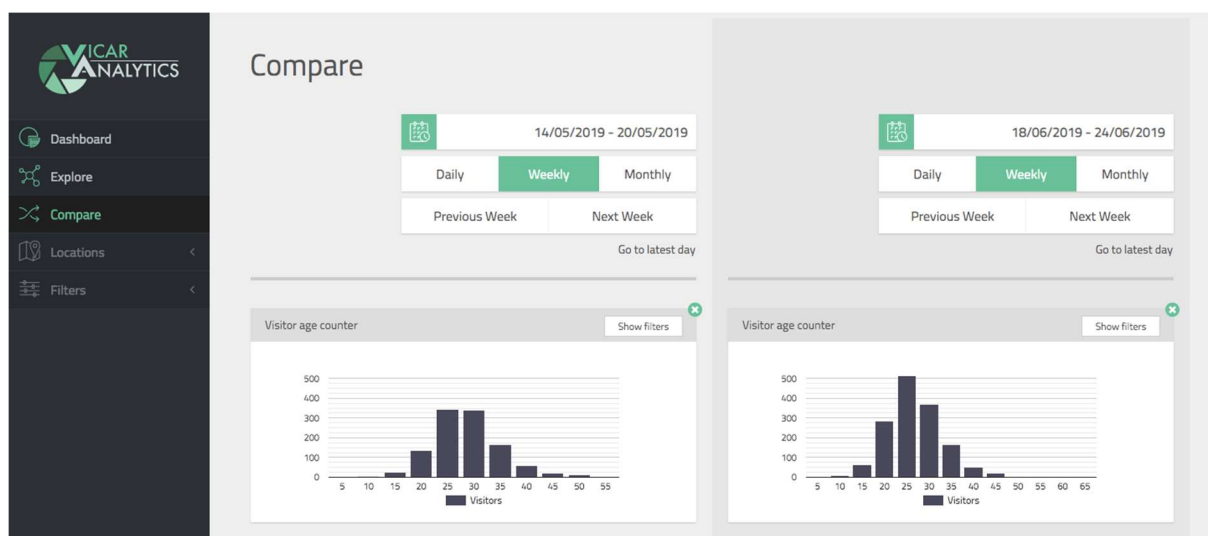 VICAR
ANALYTICS
Dashboard
Explore
Compare
Locations
Filters
Compare
14/05/2019 - 20/05/2019
Daily Weekly Monthly
Previous Week Next Week
Go to latest day
Visitor age counter Show filters
500
400
300
200
100
0
5 10 15 20 25 30 35 40 45 50 55
Visitors
18/06/2019 - 24/06/2019
Daily Weekly Monthly
Previous Week Next Week
Go to latest day
Visitor age counter Show filters
500
400
300
200
100
0
5 10 15 20 25 30 35 40 45 50 55 60 65
Visitors